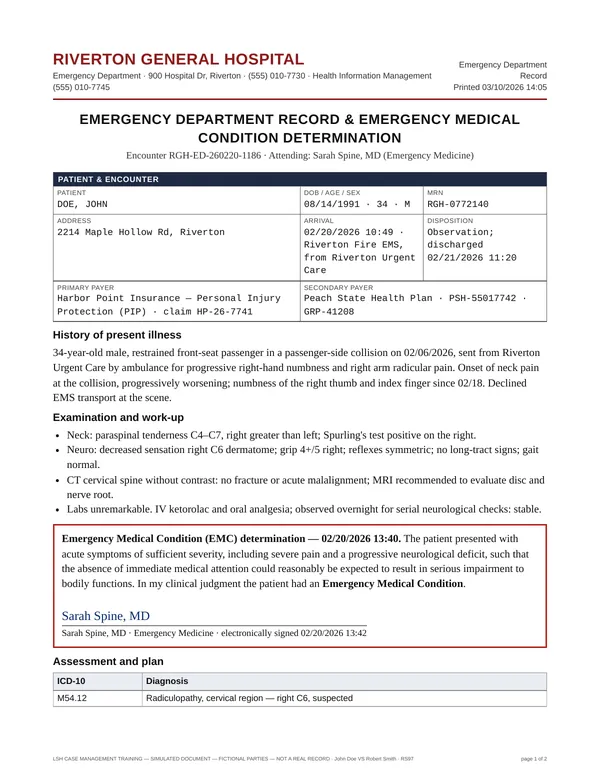 RIVERTON GENERAL HOSPITAL
Emergency Department · 900 Hospital Dr, Riverton · (555) 010-7730 · Health Information Management
(555) 010-7745
Emergency Department
Record
Printed 03/10/2026 14:05
EMERGENCY DEPARTMENT RECORD & EMERGENCY MEDICAL
CONDITION DETERMINATION
Encounter RGH-ED-260220-1186 · Attending: Sarah Spine, MD (Emergency Medicine)
PATIENT & ENCOUNTER
PATIENT
DOE, JOHN
DOB / AGE / SEX
08/14/1991 · 34 · M
MRN
RGH-0772140
ADDRESS
2214 Maple Hollow Rd, Riverton
ARRIVAL
02/20/2026 10:49 ·
Riverton Fire EMS,
from Riverton Urgent
Care
DISPOSITION
Observation;
discharged
02/21/2026 11:20
PRIMARY PAYER
Harbor Point Insurance — Personal Injury
Protection (PIP) · claim HP-26-7741
SECONDARY PAYER
Peach State Health Plan · PSH-55017742 ·
GRP-41208
History of present illness
34-year-old male, restrained front-seat passenger in a passenger-side collision on 02/06/2026, sent from Riverton
Urgent Care by ambulance for progressive right-hand numbness and right arm radicular pain. Onset of neck pain
at the collision, progressively worsening; numbness of the right thumb and index finger since 02/18. Declined
EMS transport at the scene.
Examination and work-up
• Neck: paraspinal tenderness C4–C7, right greater than left; Spurling's test positive on the right.
• Neuro: decreased sensation right C6 dermatome; grip 4+/5 right; reflexes symmetric; no long-tract signs; gait
normal.
• CT cervical spine without contrast: no fracture or acute malalignment; MRI recommended to evaluate disc and
nerve root.
• Labs unremarkable. IV ketorolac and oral analgesia; observed overnight for serial neurological checks: stable.
Emergency Medical Condition (EMC) determination — 02/20/2026 13:40. The patient presented with
acute symptoms of sufficient severity, including severe pain and a progressive neurological deficit, such that
the absence of immediate medical attention could reasonably be expected to result in serious impairment to
bodily functions. In my clinical judgment the patient had an Emergency Medical Condition.
Sarah Spine, MD
Sarah Spine, MD · Emergency Medicine · electronically signed 02/20/2026 13:42
Assessment and plan
ICD-10
Diagnosis
M54.12
Radiculopathy, cervical region — right C6, suspected
LSH CASE MANAGEMENT TRAINING — SIMULATED DOCUMENT — FICTIONAL PARTIES — NOT A REAL RECORD · John Doe VS Robert Smith · RS97
page 1 of 2